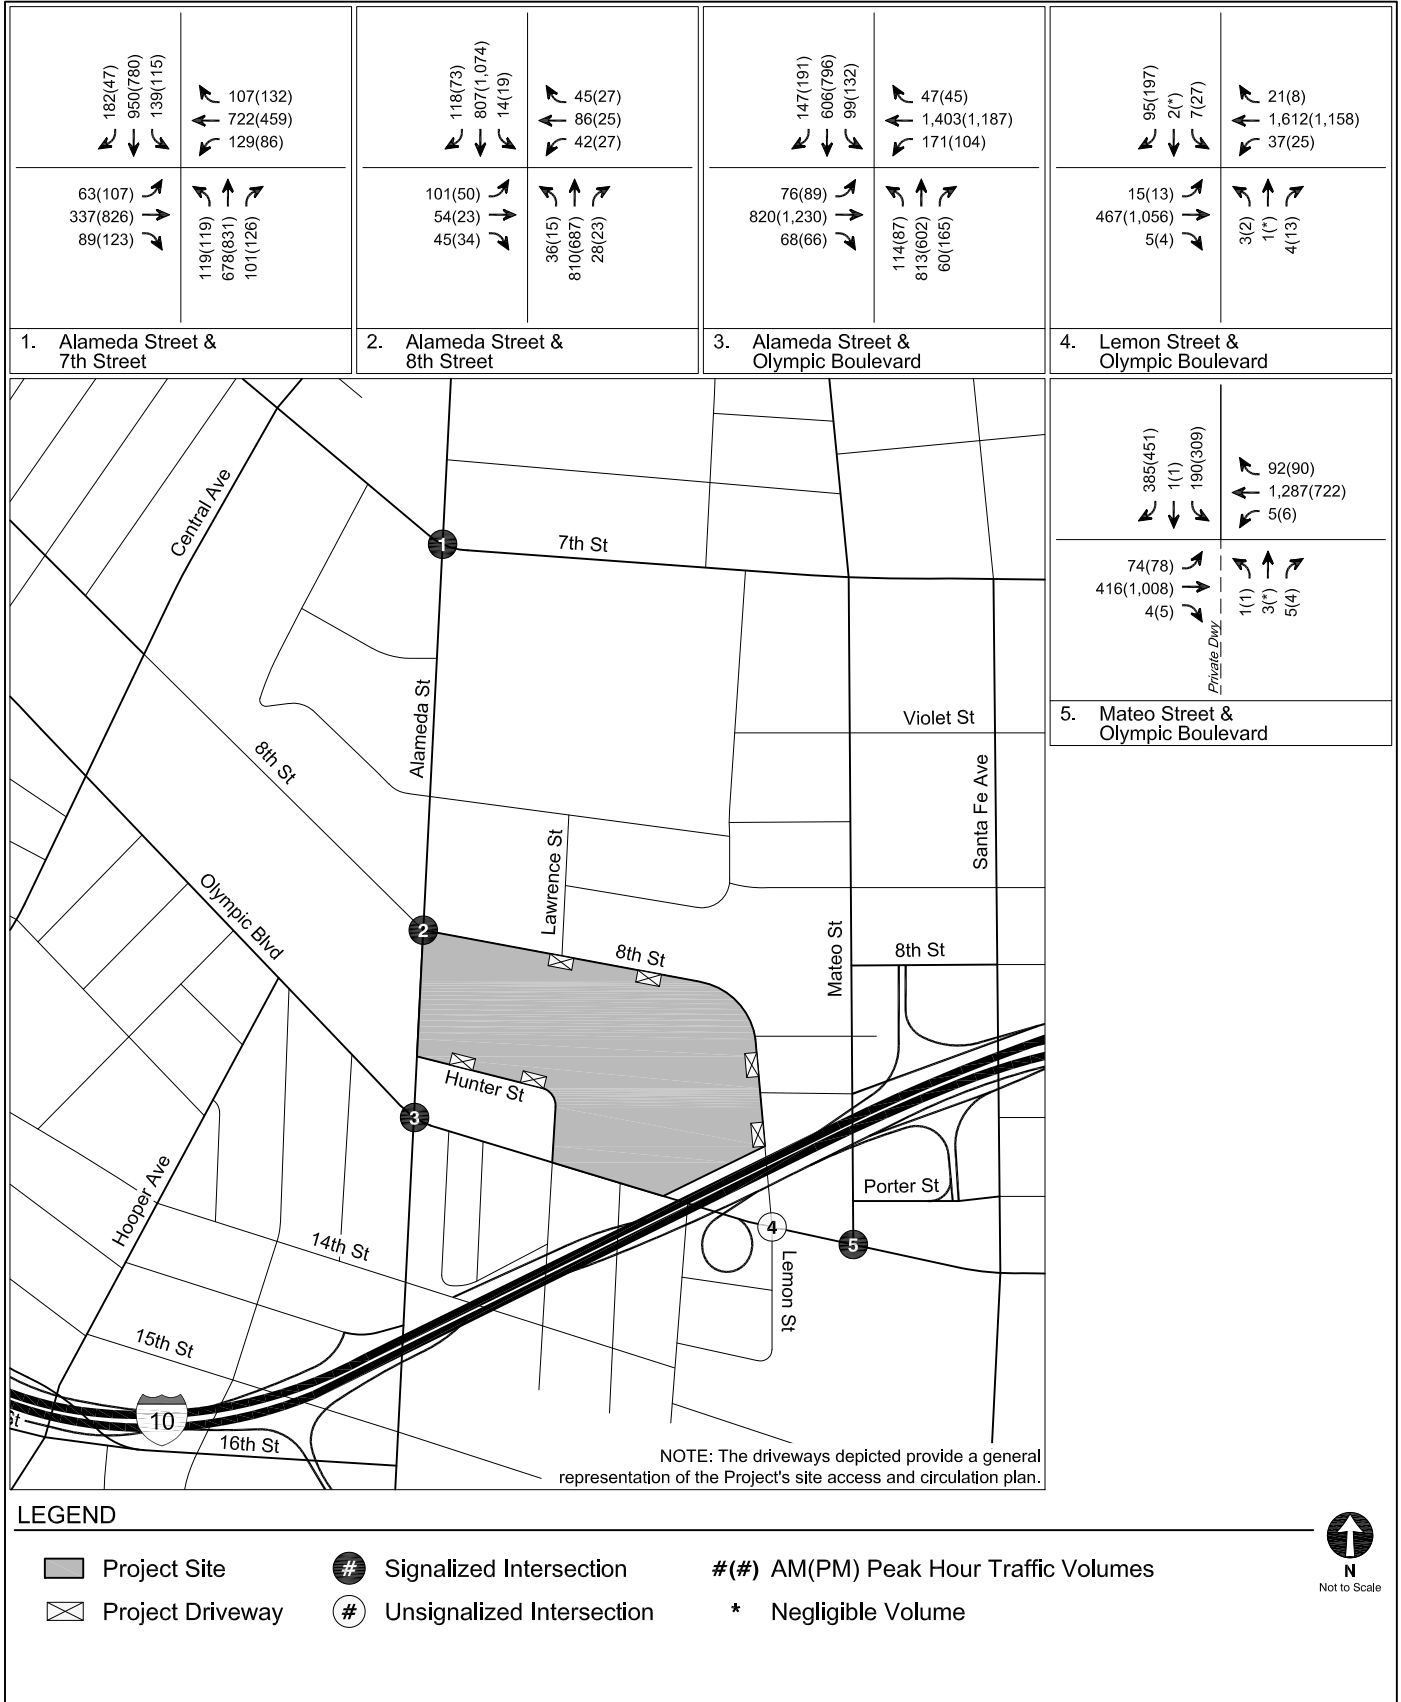 182(47)
950(780)
139(115)
107(132)
722(459)
129(86)
63(107)
337(826)
89(123)
119(119)
678(831)
101(126)
1. Alameda Street &
7th Street
118(73)
807(1,074)
14(19)
45(27)
86(25)
42(27)
101(50)
54(23)
45(34)
36(15)
810(687)
28(23)
2. Alameda Street &
8th Street
147(191)
606(796)
99(132)
47(45)
1,403(1,187)
171(104)
76(89)
820(1,230)
68(66)
114(87)
813(602)
60(165)
3. Alameda Street &
Olympic Boulevard
95(197)
2(*)
7(27)
21(8)
1,612(1,158)
37(25)
15(13)
467(1,056)
5(4)
3(2)
1(*)
4(13)
4. Lemon Street &
Olympic Boulevard
385(451)
1(1)
190(309)
92(90)
1,287(722)
5(6)
74(78)
416(1,008)
4(5)
1(1)
3(*)
5(4)
Private Dwy
5. Mateo Street &
Olympic Boulevard
Central Ave
1
7th St
Alameda St
Violet St
8th St
Santa Fe Ave
Lawrence St
Olympic Blvd
2
8th St
Mateo St
8th St
Hunter St
3
Hooper Ave
Porter St
4
5
14th St
Lemon St
15th St
10
St
16th St
NOTE: The driveways depicted provide a general
representation of the Project's site access and circulation plan.
LEGEND
Project Site
# Signalized Intersection
#(#) AM(PM) Peak Hour Traffic Volumes
Project Driveway
# Unsignalized Intersection
* Negligible Volume
N
Not to Scale